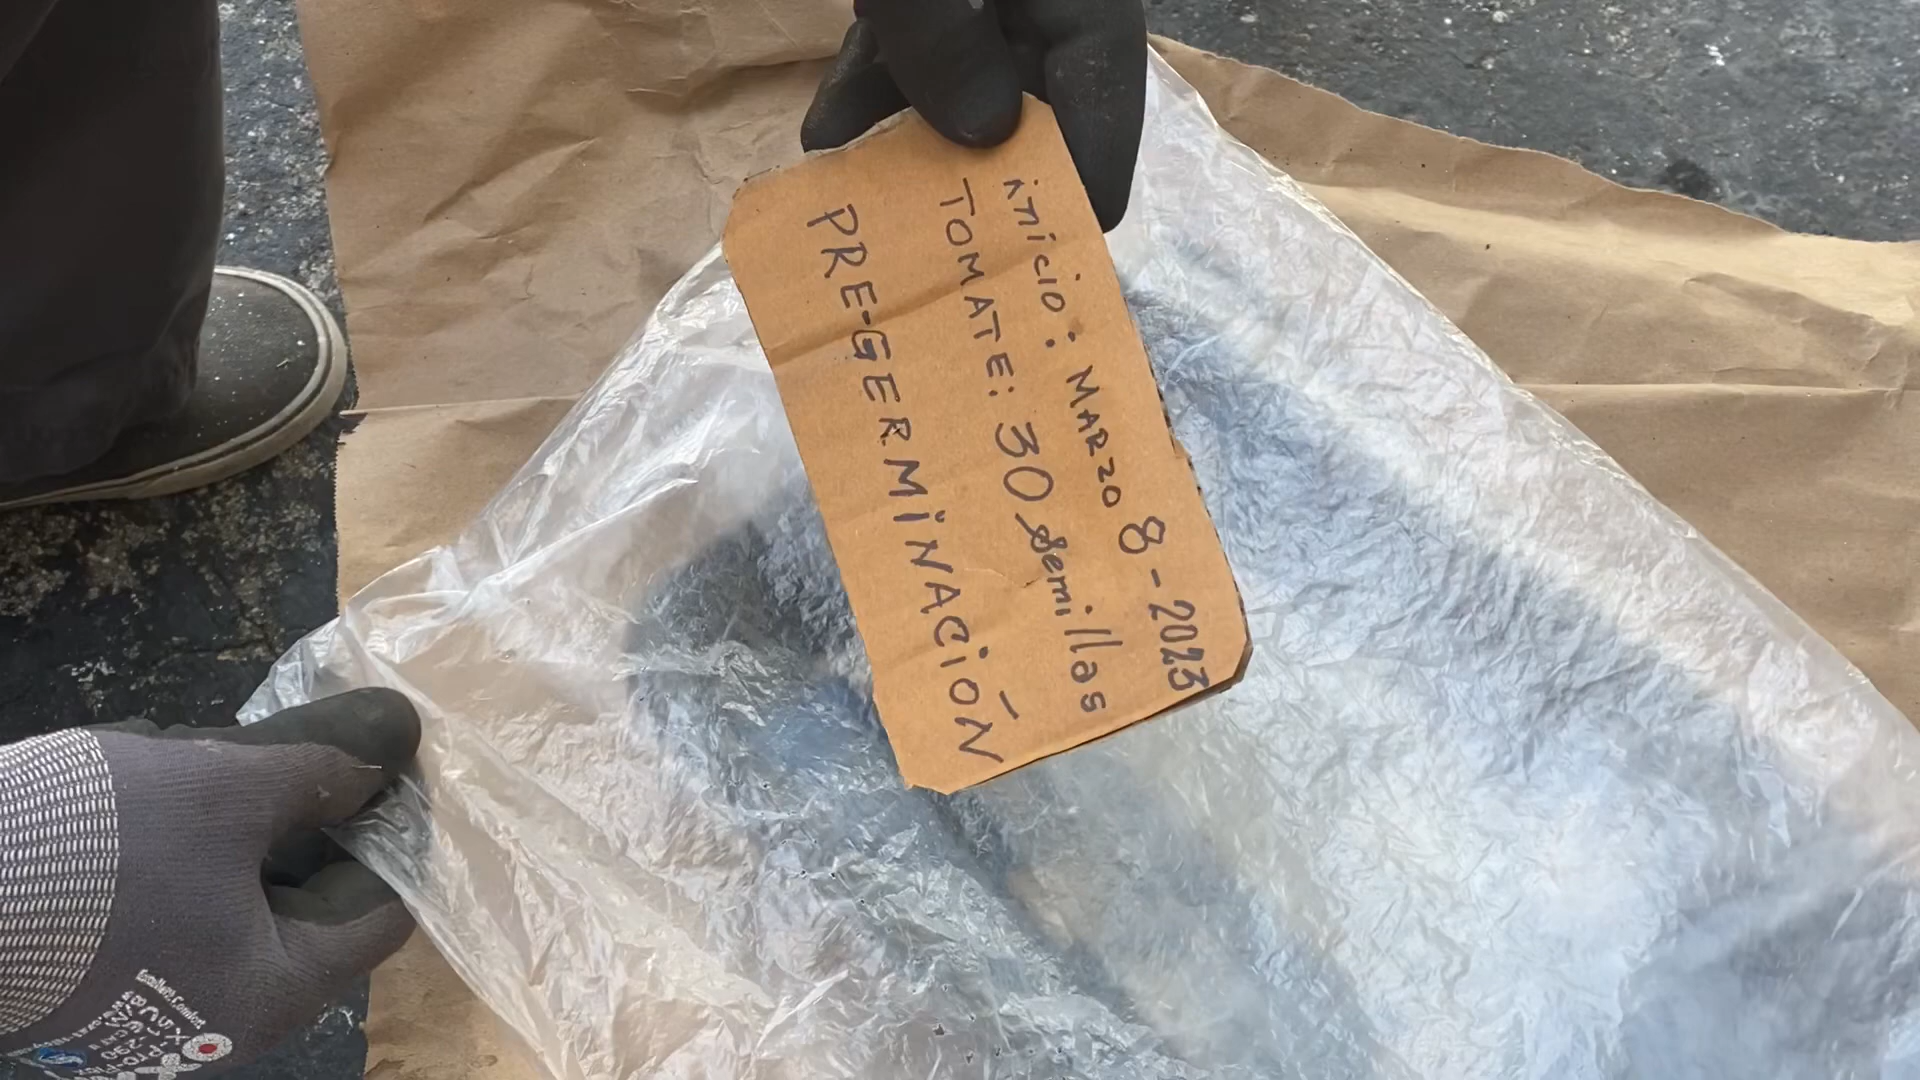 inicio: MARZO 8-2023
TOMATE: 30 semillas
PRE-GERMINACIÓN